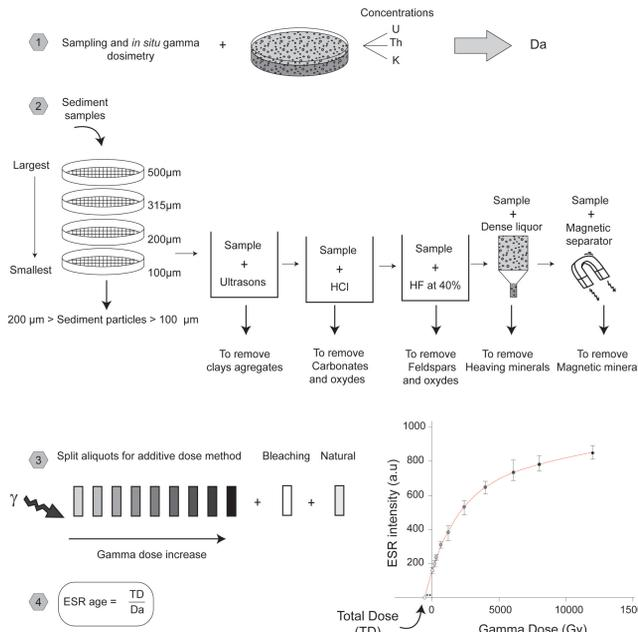 1
Sampling and in situ gamma
dosimetry
+
Concentrations
U
Th
K
Da
2
Sediment
samples
Largest
Smallest
500µm
315µm
200µm
100µm
200 µm > Sediment particles > 100 µm
Sample
+
Ultrasons
To remove
clays agregates
Sample
+
HCl
To remove
Carbonates
and oxydes
Sample
+
HF at 40%
To remove
Feldspars
and oxydes
Sample
+
Dense liquor
To remove
Heaving minerals
Sample
+
Magnetic
separator
To remove
Magnetic minera
3
Split aliquots for additive dose method
Bleaching
Natural
γ
+
+
Gamma dose increase
4
ESR age = TD
Da
ESR intensity (a.u)
1000
800
600
400
200
0
5000
10000
150
Total Dose
(TD)
Gamma Dose (Gy)